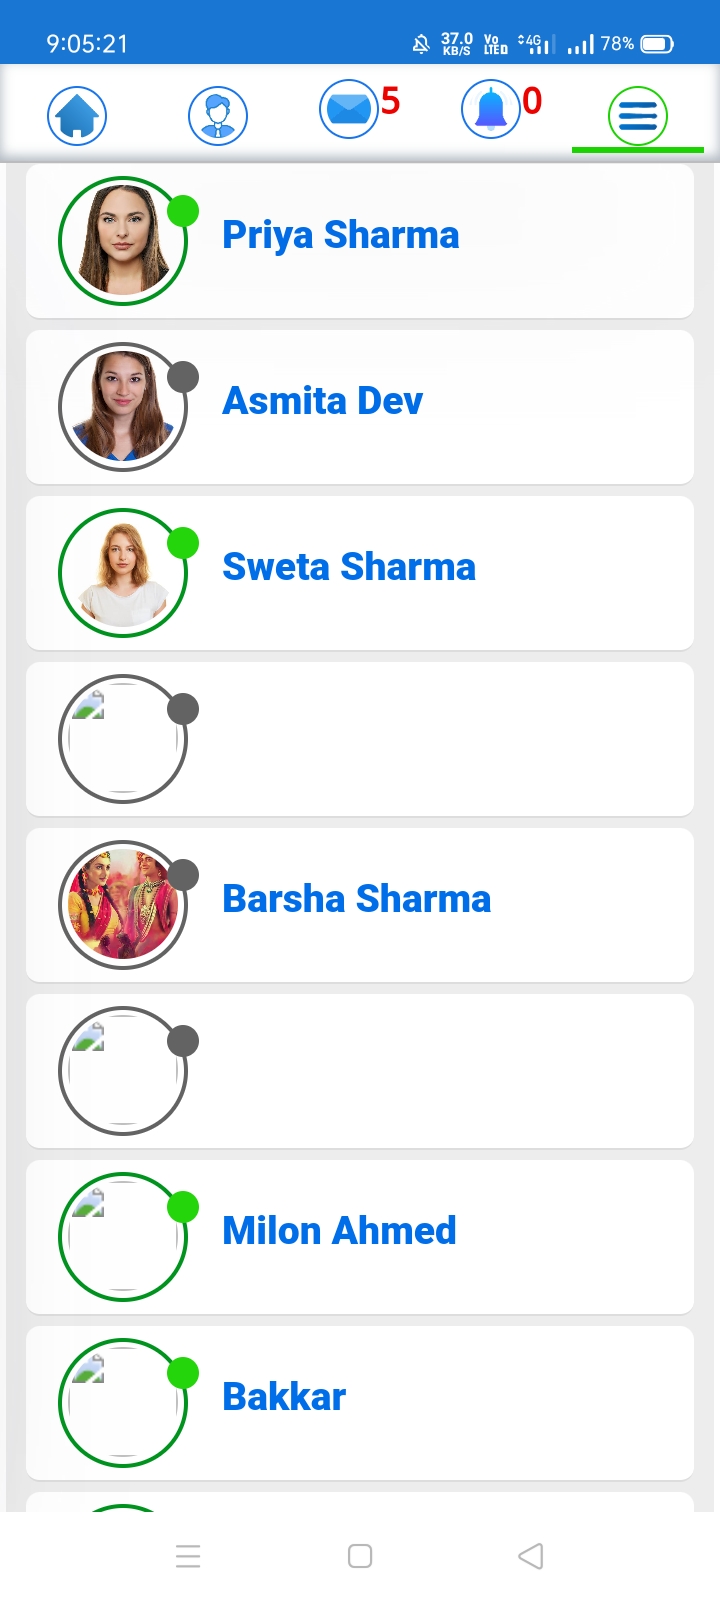 9:05:21
37.0 KB/S
Vo LTED
4G
78%
5
0
Priya Sharma
Asmita Dev
Sweta Sharma
Barsha Sharma
Milon Ahmed
Bakkar